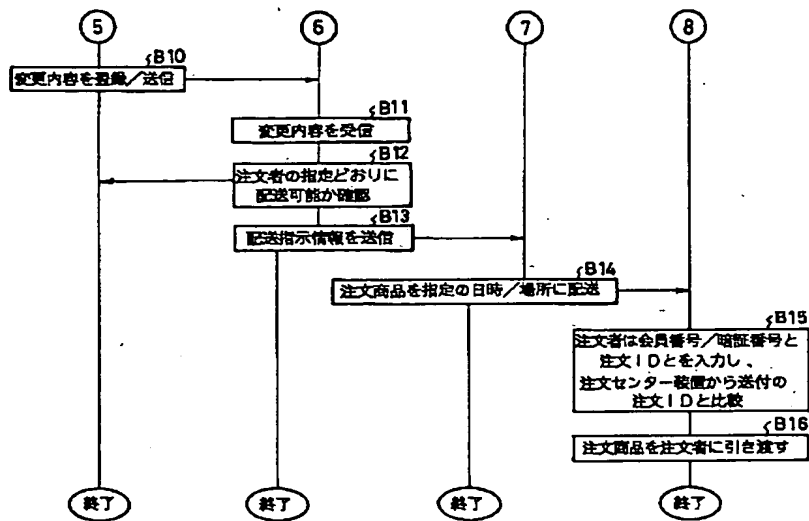 5
6
7
8
B10
変更内容を登録／送信
B11
変更内容を受信
B12
注文者の指定どおりに
配送可能か確認
B13
配送指示情報を送信
B14
注文商品を指定の日時／場所に配送
B15
注文者は会員番号／暗証番号と
注文IDとを入力し、
注文センター装置から送付の
注文IDと比較
B16
注文商品を注文者に引き渡す
終了
終了
終了
終了